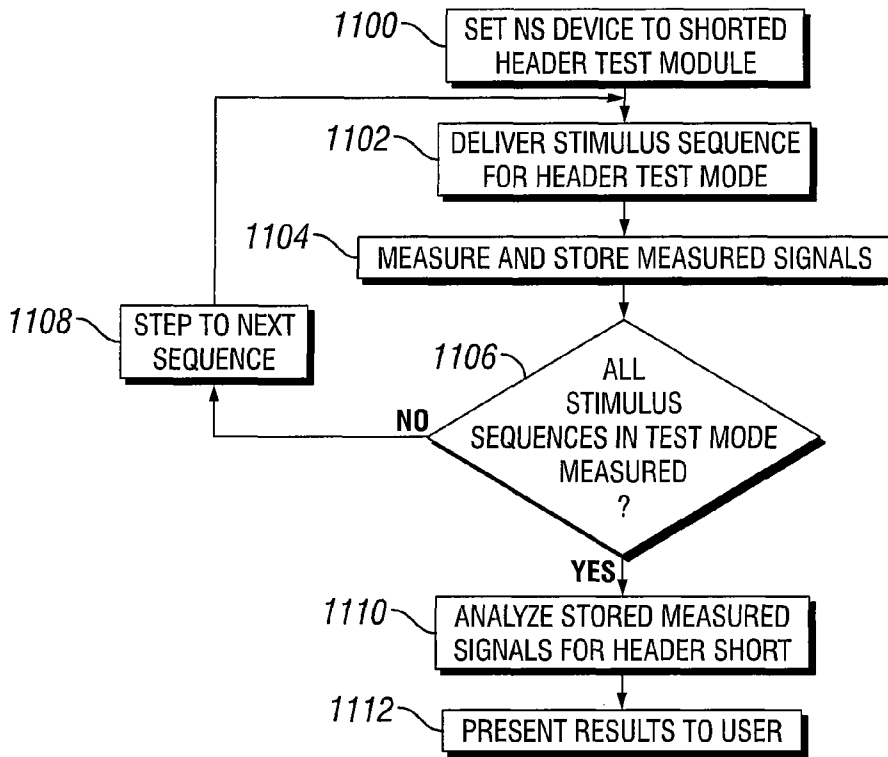 1100
SET NS DEVICE TO SHORTED
HEADER TEST MODULE
1102
DELIVER STIMULUS SEQUENCE
FOR HEADER TEST MODE
1104
MEASURE AND STORE MEASURED SIGNALS
1108
STEP TO NEXT
SEQUENCE
1106
ALL
STIMULUS
SEQUENCES IN TEST MODE
MEASURED
?
NO
YES
1110
ANALYZE STORED MEASURED
SIGNALS FOR HEADER SHORT
1112
PRESENT RESULTS TO USER